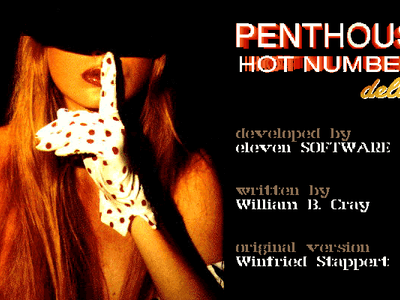 PENTHOUS
HOT NUMBE
del
developed by
eleven SOFTWARE
written by
William B. Cray
original version
Winfried Stappert